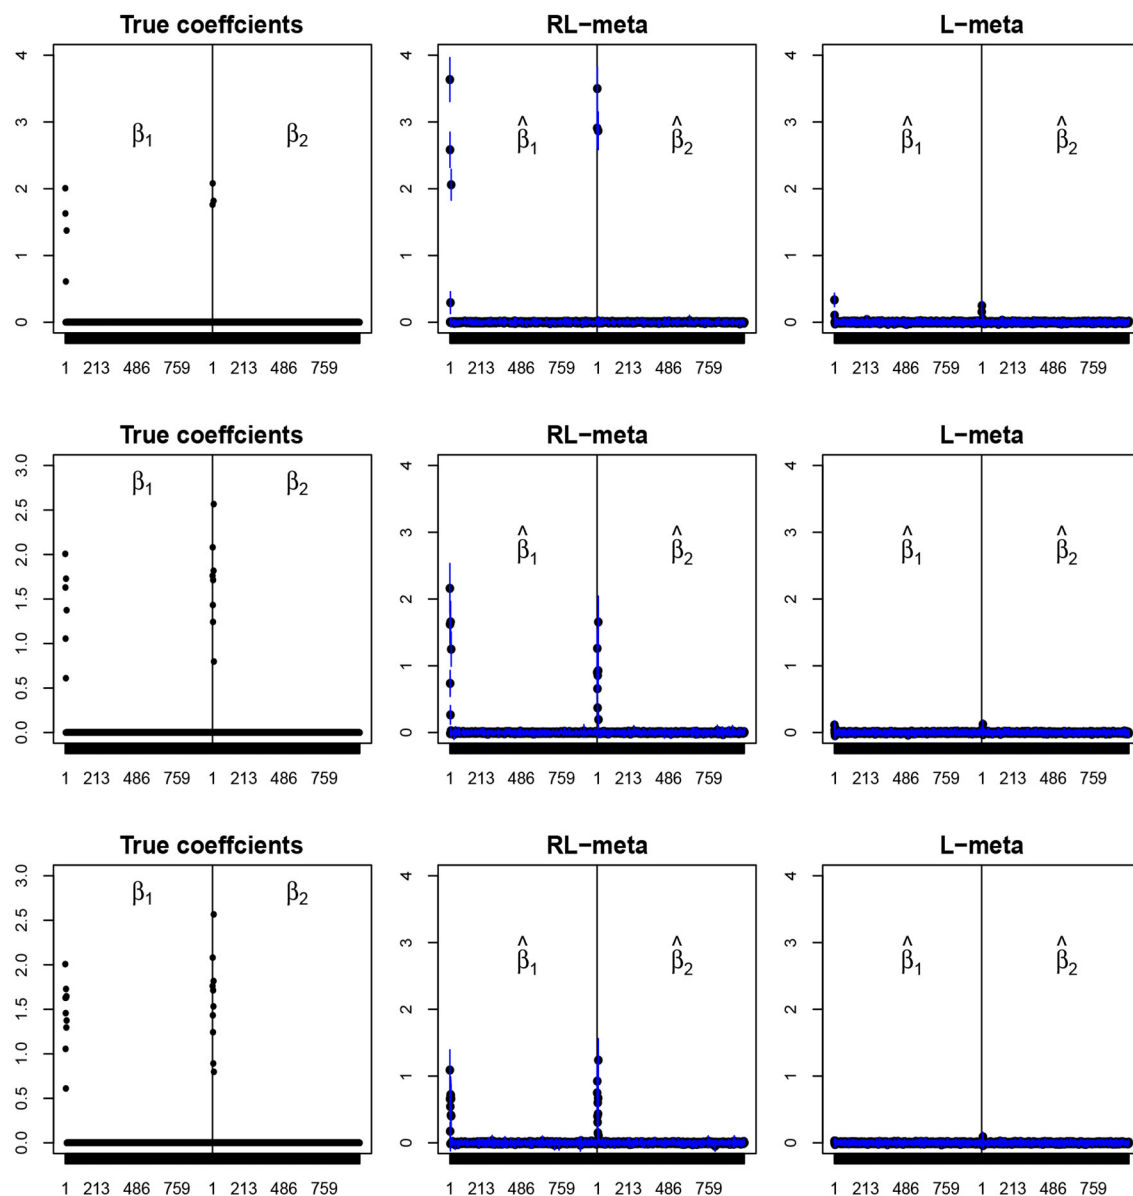 True coeffcients RL−meta L−meta
4 4 4
3 3 3
β1 β2 β̂1 β̂2 β̂1 β̂2
2 2 2
1 1 1
0 0 0
1 213 486 759 1 213 486 759 1 213 486 759 1 213 486 759 1 213 486 759 1 213 486 759
True coeffcients RL−meta L−meta
3.0 4 4
β1 β2
2.5 3 3
β̂1 β̂2 β̂1 β̂2
2.0
1.5 2 2
1.0 1 1
0.5
0.0 0 0
1 213 486 759 1 213 486 759 1 213 486 759 1 213 486 759 1 213 486 759 1 213 486 759
True coeffcients RL−meta L−meta
3.0 4 4
β1 β2
2.5 3 3
β̂1 β̂2 β̂1 β̂2
2.0
1.5 2 2
1.0 1 1
0.5
0.0 0 0
1 213 486 759 1 213 486 759 1 213 486 759 1 213 486 759 1 213 486 759 1 213 486 759